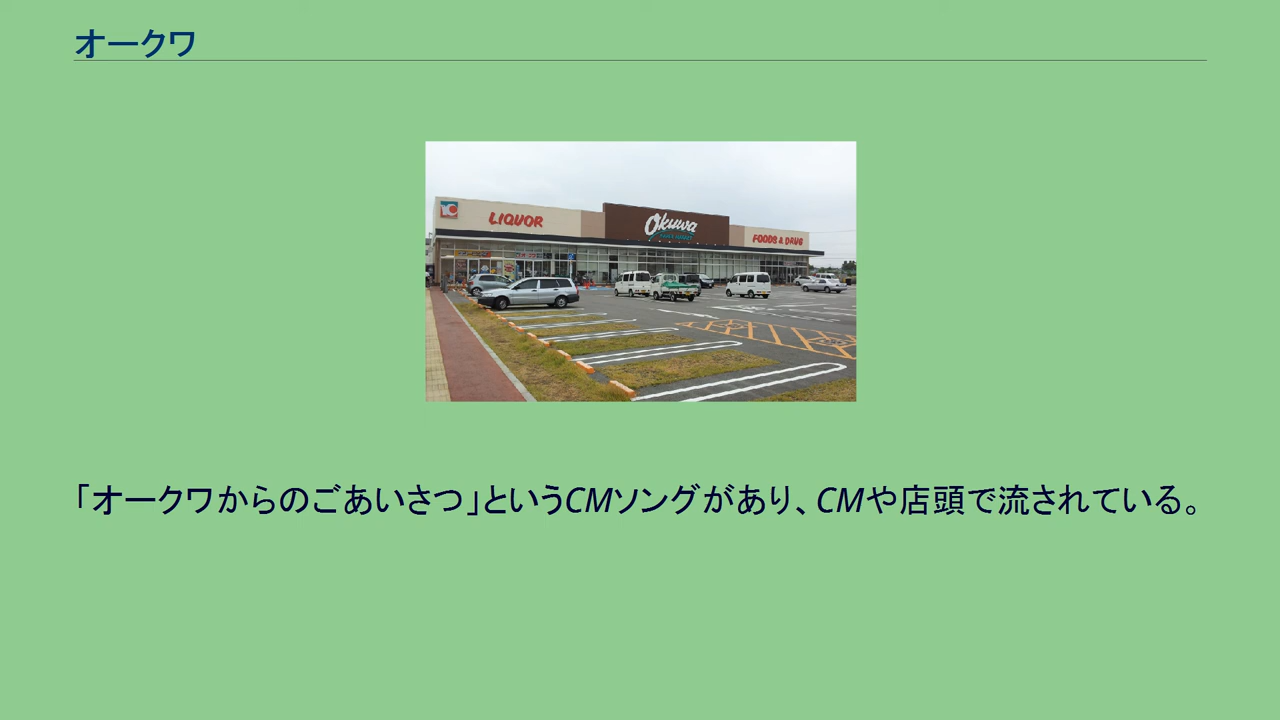 オークワ
LIQUOR
Okuwa
FOODS & DRUG
「オークワからのごあいさつ」というCMソングがあり、CMや店頭で流されている。